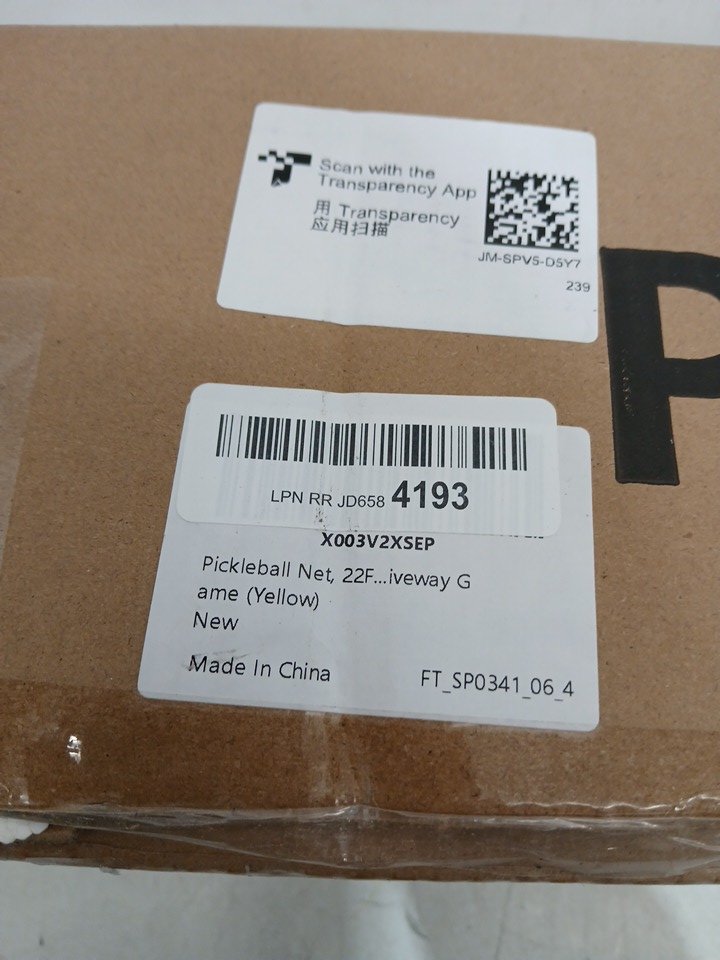 Scan with the
Transparency App
用 Transparency
应用扫描
JM-SPV5-D5Y7
239
P
LPN RR JD658 4193
X003V2XSEP
Pickleball Net, 22F...iveway G
ame (Yellow)
New
Made In China
FT_SP0341_06_4